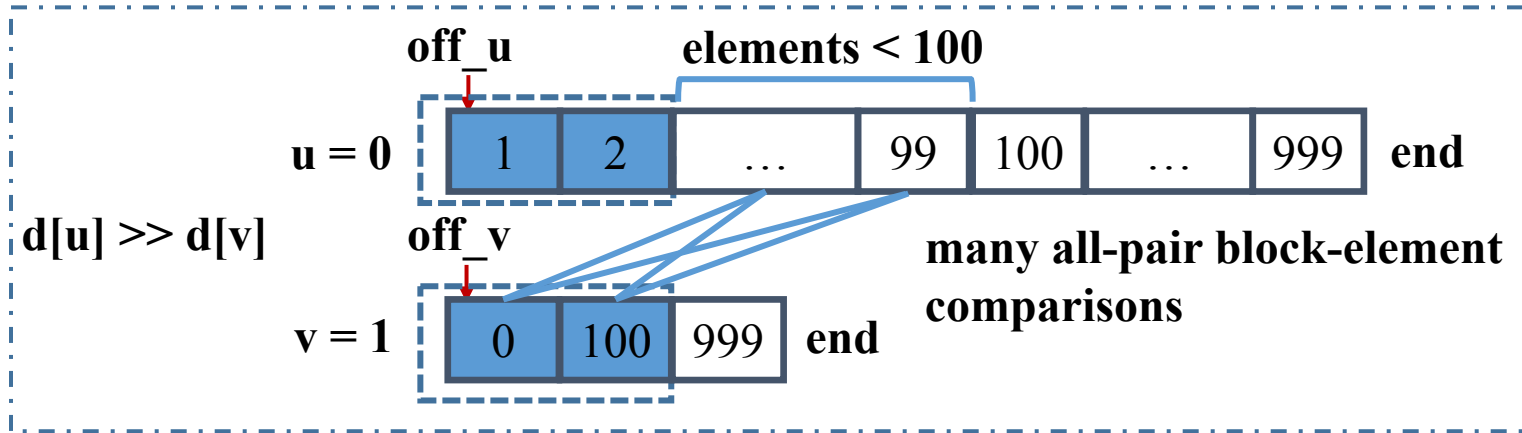 off_u elements < 100
u = 0 1 2 ... 99 100 ... 999 end
d[u] >> d[v] off_v
many all-pair block-element
comparisons
v = 1 0 100 999 end